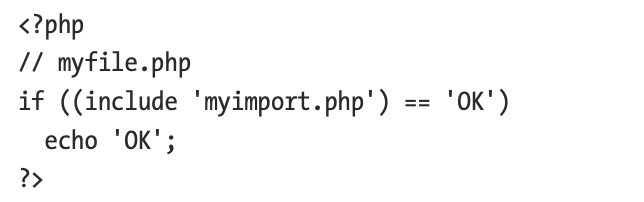 <?php
// myfile.php
if ((include 'myimport.php') == 'OK')
  echo 'OK';
?>